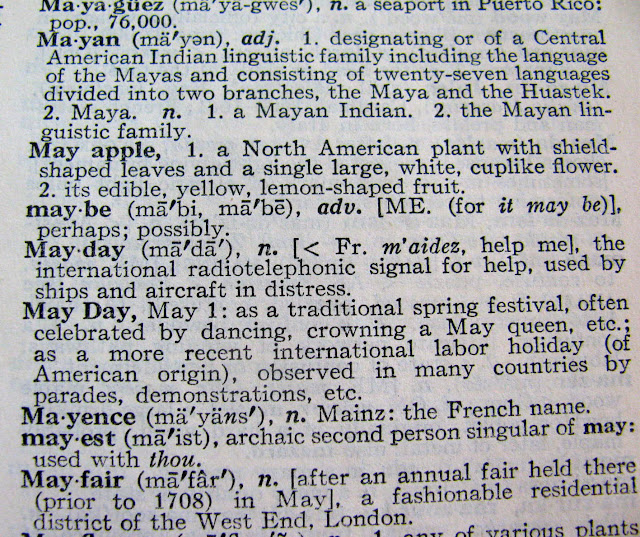 Ma·ya·güez (mä′yä-gwes′), n. a seaport in Puerto Rico:
pop., 76,000.
Ma·yan (mä′yən), adj. 1. designating or of a Central
American Indian linguistic family including the language
of the Mayas and consisting of twenty-seven languages
divided into two branches, the Maya and the Huastek.
2. Maya. n. 1. a Mayan Indian. 2. the Mayan lin-
guistic family.
May apple, 1. a North American plant with shield-
shaped leaves and a single large, white, cuplike flower.
2. its edible, yellow, lemon-shaped fruit.
may·be (mā′bi, mā′bē), adv. [ME. (for it may be)],
perhaps; possibly.
May·day (mā′dā′), n. [< Fr. m'aidez, help me], the
international radiotelephonic signal for help, used by
ships and aircraft in distress.
May Day, May 1: as a traditional spring festival, often
celebrated by dancing, crowning a May queen, etc.;
as a more recent international labor holiday (of
American origin), observed in many countries by
parades, demonstrations, etc.
Ma·yence (mä′yäns′), n. Mainz: the French name.
may·est (mā′ist), archaic second person singular of may:
used with thou.
May·fair (mā′fâr′), n. [after an annual fair held there
(prior to 1708) in May], a fashionable residential
district of the West End, London.
n. 1. any of various plants